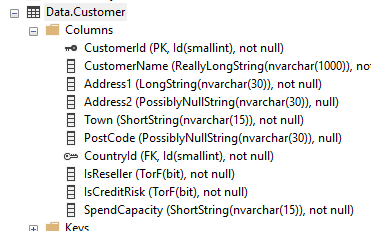 Data.Customer
Columns
CustomerId (PK, Id(smallint), not null)
CustomerName (ReallyLongString(nvarchar(1000)), not
Address1 (LongString(nvarchar(30)), not null)
Address2 (PossiblyNullString(nvarchar(30)), null)
Town (ShortString(nvarchar(15)), not null)
PostCode (PossiblyNullString(nvarchar(30)), null)
CountryId (FK, Id(smallint), not null)
IsReseller (TorF(bit), not null)
IsCreditRisk (TorF(bit), not null)
SpendCapacity (ShortString(nvarchar(15)), not null)
Keys